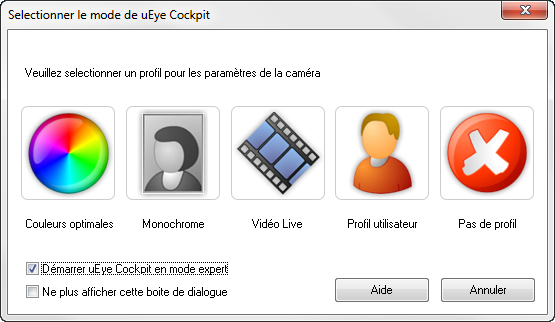 Selectionner le mode de uEye Cockpit
Veuillez selectionner un profil pour les paramètres de la caméra
Couleurs optimales
Monochrome
Vidéo Live
Profil utilisateur
Pas de profil
Démarrer uEye Cockpit en mode expert
Ne plus afficher cette boite de dialogue
Aide
Annuler